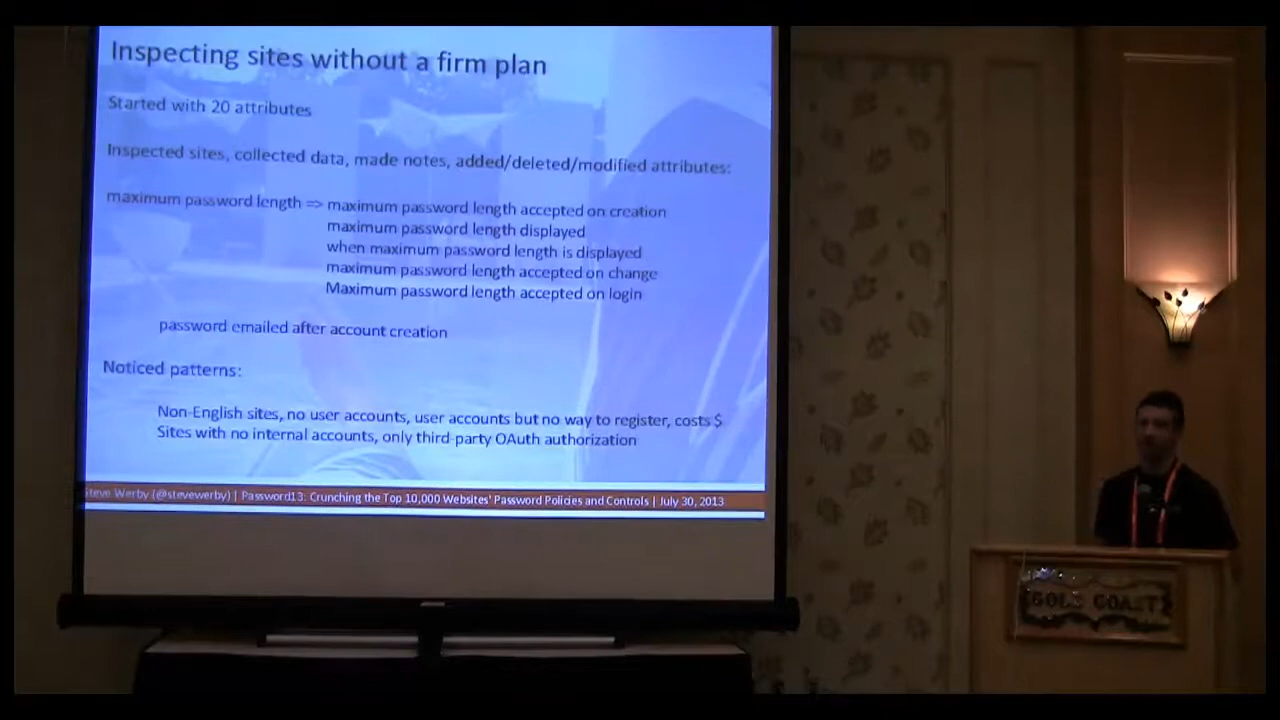 Inspecting sites without a firm plan
Started with 20 attributes
Inspected sites, collected data, made notes, added/deleted/modified attributes:
maximum password length => maximum password length accepted on creation
maximum password length displayed
when maximum password length is displayed
maximum password length accepted on change
Maximum password length accepted on login
password emailed after account creation
Noticed patterns:
Non-English sites, no user accounts, user accounts but no way to register, costs $
Sites with no internal accounts, only third-party OAuth authorization
Steve Werby (@stevewerby) | Password13: Crunching the Top 10,000 Websites' Password Policies and Controls | July 30, 2013
GOLD COAST